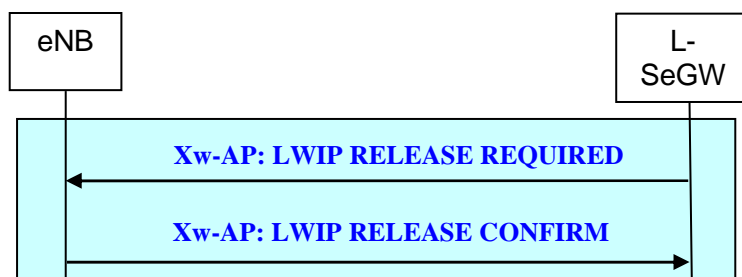 eNB
L-
SeGW
Xw-AP: LWIP RELEASE REQUIRED
Xw-AP: LWIP RELEASE CONFIRM